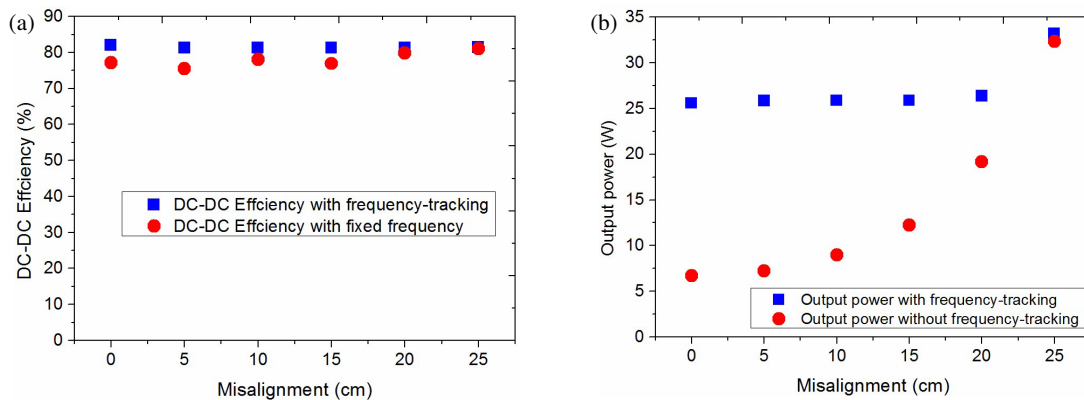 (a)
DC-DC Effciency (%)
90
80
70
60
50
40
30
20
10
0
DC-DC Effciency with frequency-tracking
DC-DC Effciency with fixed frequency
0 5 10 15 20 25
Misalignment (cm)
(b)
Output power (W)
35
30
25
20
15
10
5
0
Output power with frequency-tracking
Output power without frequency-tracking
0 5 10 15 20 25
Misalignment (cm)